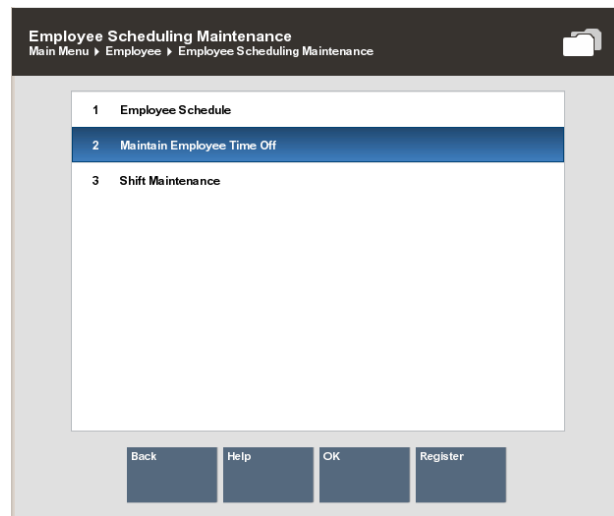 Employee Scheduling Maintenance
Main Menu ▶ Employee ▶ Employee Scheduling Maintenance
1 Employee Schedule
2 Maintain Employee Time Off
3 Shift Maintenance
Back Help OK Register